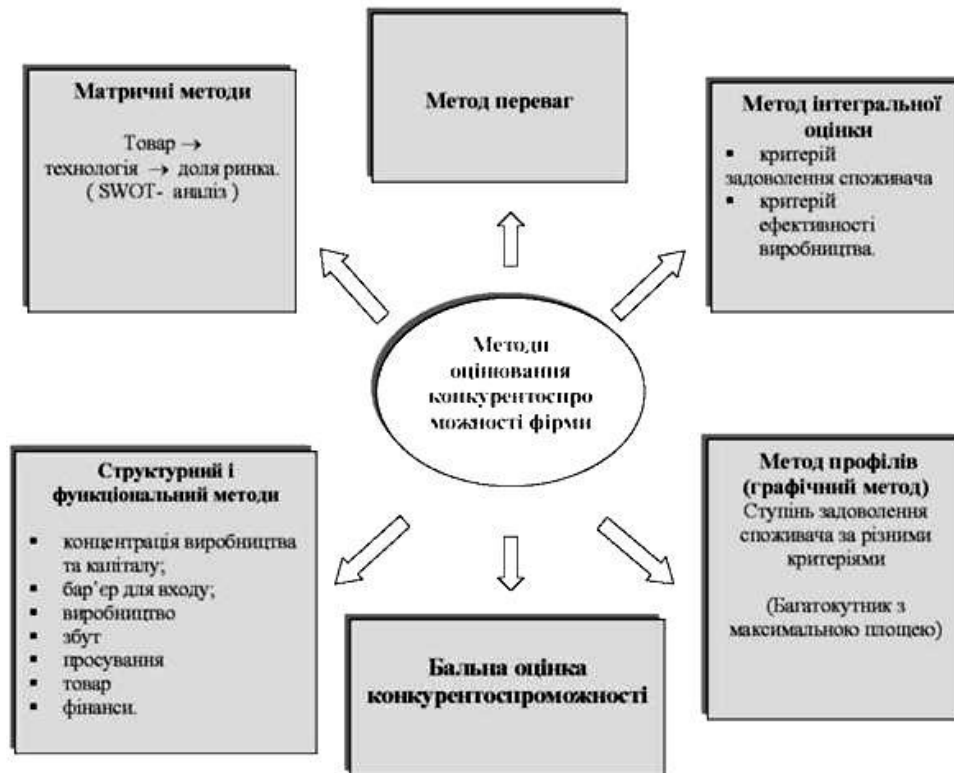 Матричні методи
Товар →
технологія → доля ринка.
( SWOT- аналіз )
Метод переваг
Метод інтегральної
оцінки
▪ критерій
задоволення споживача
▪ критерій
ефективності
виробництва.
Методи
оцінювання
конкурентоспро
можності фірми
Структурний і
функціональний методи
▪ концентрація виробництва
та капіталу;
▪ бар’єр для входу;
▪ виробництво
▪ збут
▪ просування
▪ товар
▪ фінанси.
Бальна оцінка
конкурентоспроможності
Метод профілів
(графічний метод)
Ступінь задоволення
споживача за різними
критеріями
(Багатокутник з
максимальною площею)